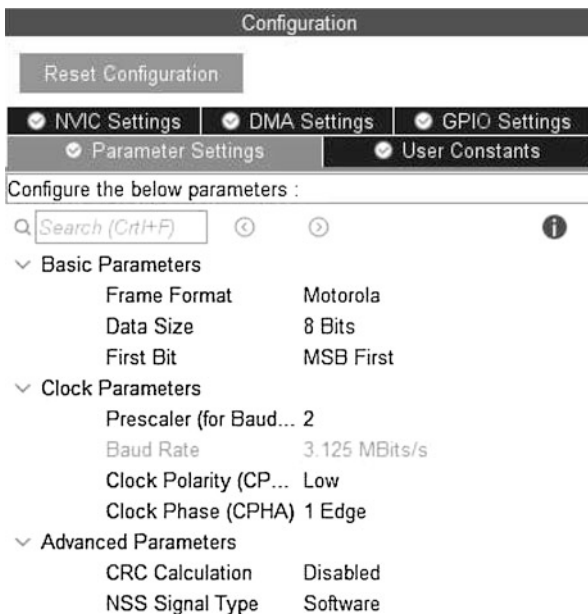 Configuration
Reset Configuration
NVIC Settings DMA Settings GPIO Settings
Parameter Settings User Constants
Configure the below parameters :
Search (Crtl+F)
Basic Parameters
Frame Format Motorola
Data Size 8 Bits
First Bit MSB First
Clock Parameters
Prescaler (for Baud... 2
Baud Rate 3.125 MBits/s
Clock Polarity (CP... Low
Clock Phase (CPHA) 1 Edge
Advanced Parameters
CRC Calculation Disabled
NSS Signal Type Software